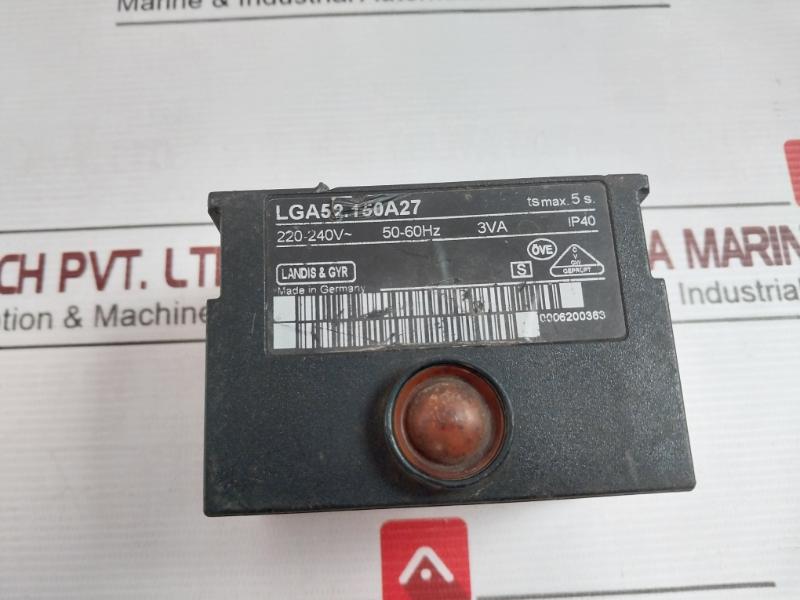 Marine & Industrial Automation
LGA52.150A27 ts max. 5 s.
220-240V~ 50-60Hz 3VA IP40
LANDIS & GYR S ÖVE
GEPRÜFT
Made in Germany
0006200363
CH PVT. LT
A MARIN
tion & Machine
Industrial